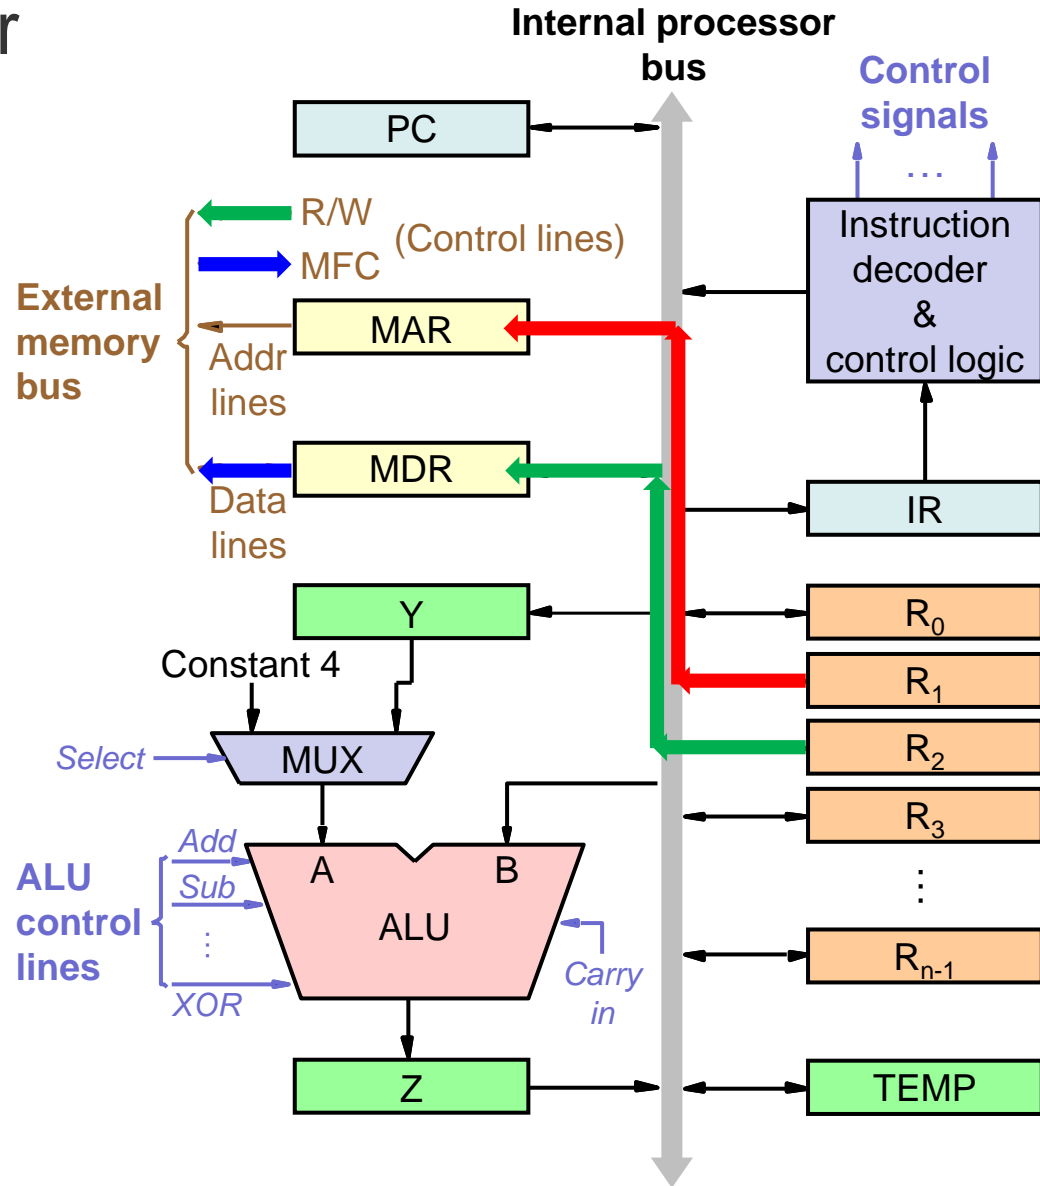 r
Internal processor
bus
Control
signals
...
PC
R/W
(Control lines)
MFC
Instruction
decoder
&
control logic
External
memory
bus
MAR
Addr
lines
MDR
Data
lines
IR
Y
R0
Constant 4
R1
MUX
Select
R2
R3
Add
A
B
ALU
control
lines
Sub
⋮
⋮
ALU
XOR
Carry
in
Rn-1
Z
TEMP